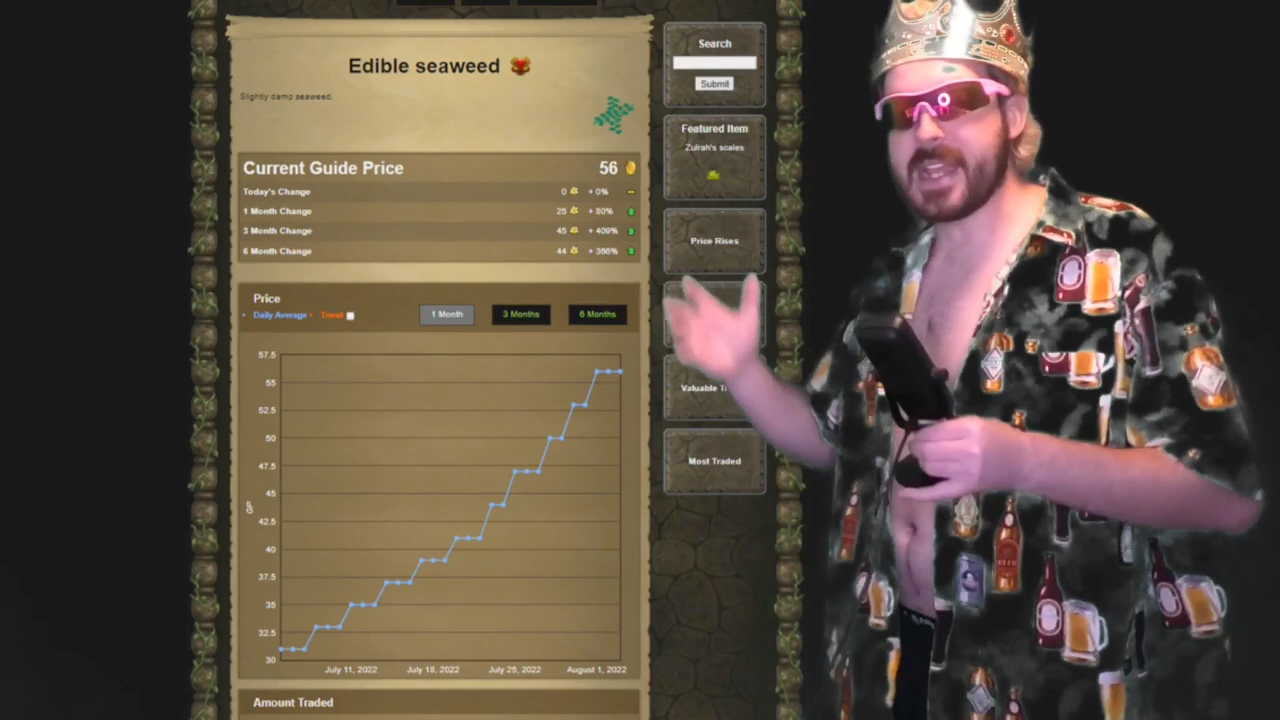 Edible seaweed
Slightly damp seaweed.
Current Guide Price 56
Today's Change 0 + 0%
1 Month Change 25 + 80%
3 Month Change 45 + 409%
6 Month Change 44 + 366%
Price
Daily Average Trend
1 Month 3 Months 6 Months
57.5
55
52.5
50
47.5
45
42.5
40
37.5
35
32.5
30
GP
July 11, 2022 July 18, 2022 July 25, 2022 August 1, 2022
Amount Traded
Search
Submit
Featured Item
Zulrah's scales
Price Rises
Valuable
Most Traded